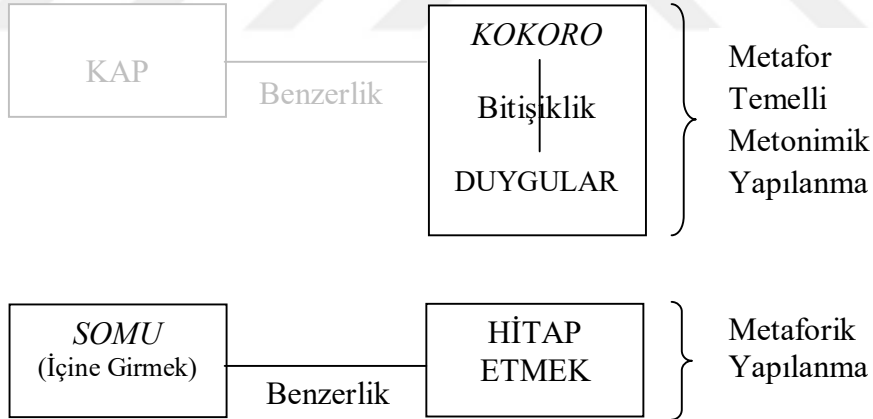 KAP
Benzerlik
KOKORO
Bitişiklik
DUYGULAR
Metafor
Temelli
Metonimik
Yapılanma
SOMU
(İçine Girmek)
Benzerlik
HİTAP
ETMEK
Metaforik
Yapılanma